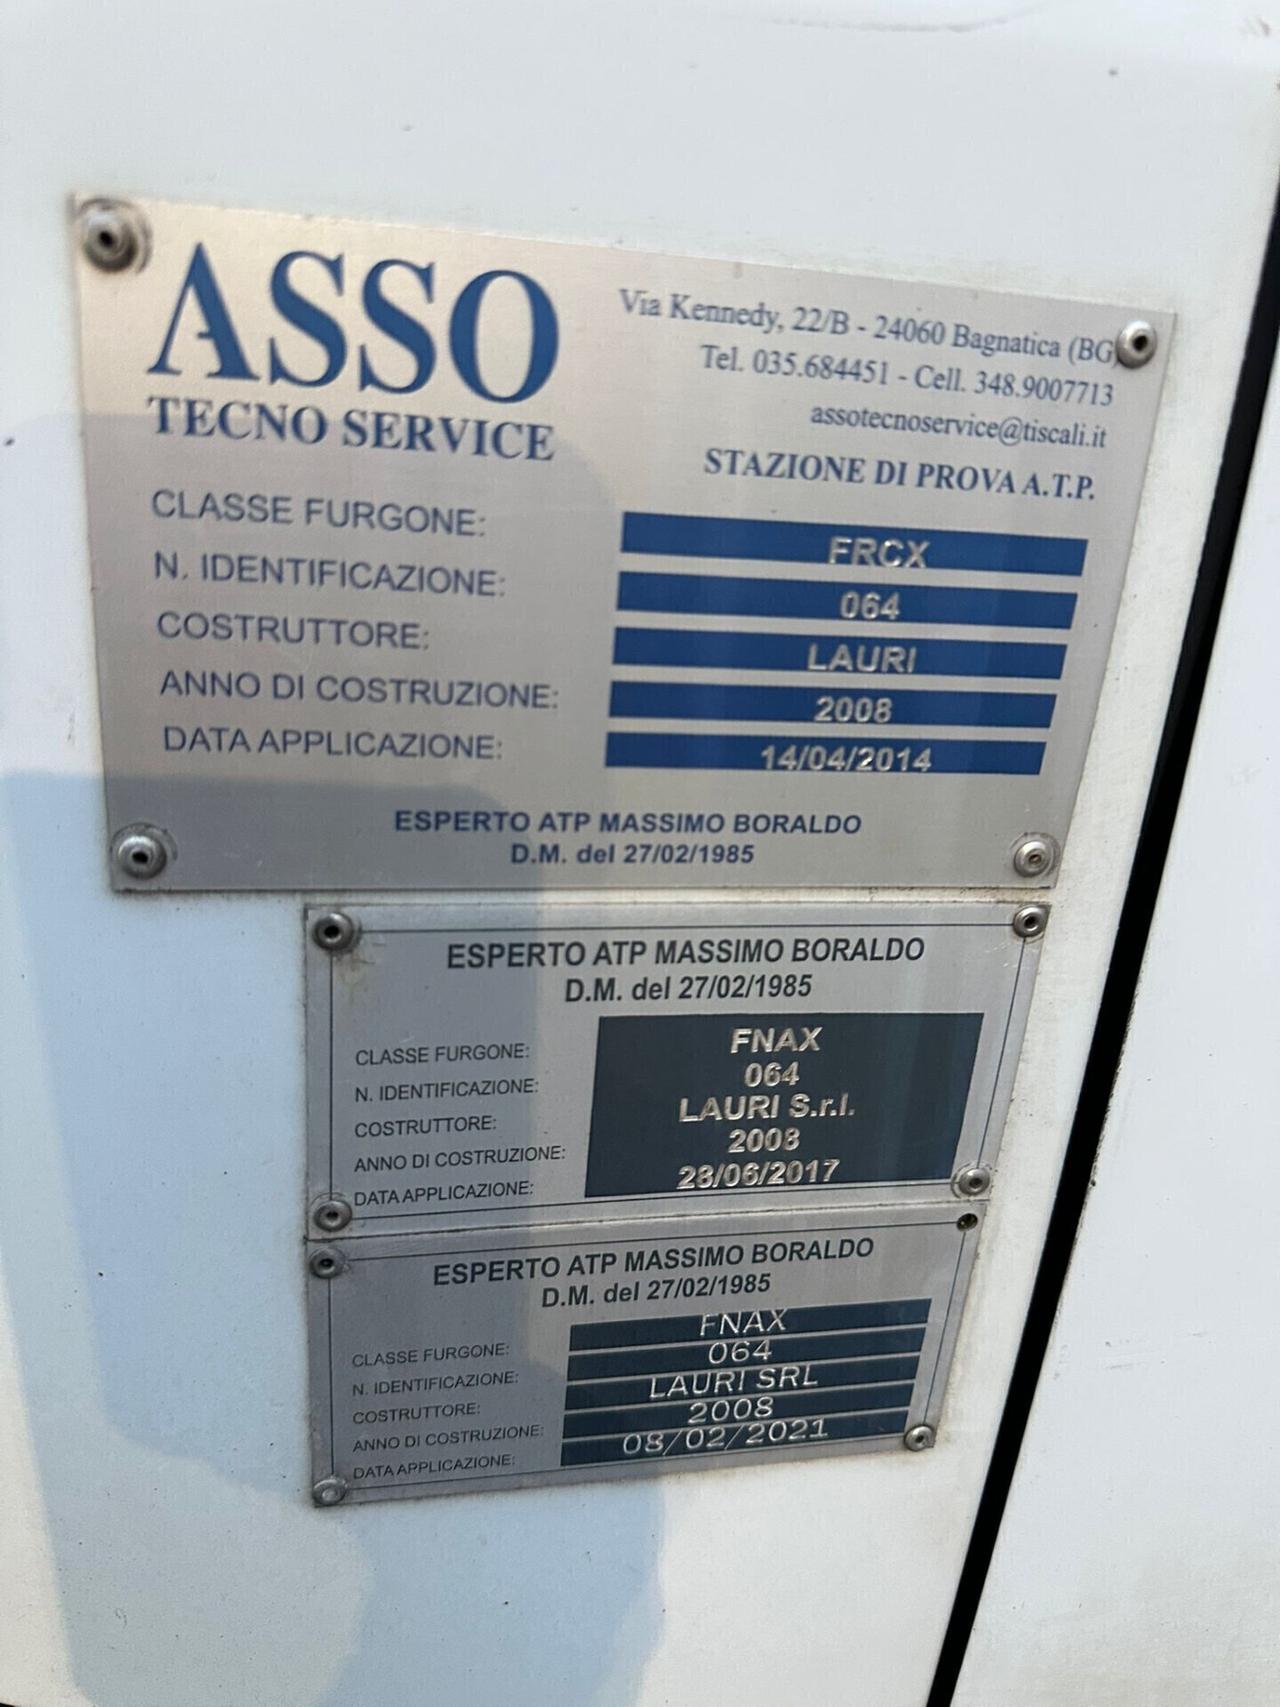 ASSO
TECNO SERVICE
Via Kennedy, 22/B - 24060 Bagnatica (BG)
Tel. 035.684451 - Cell. 348.9007713
assotecnoservice@tiscali.it
STAZIONE DI PROVA A.T.P.
CLASSE FURGONE: FRCX
N. IDENTIFICAZIONE: 064
COSTRUTTORE: LAURI
ANNO DI COSTRUZIONE: 2008
DATA APPLICAZIONE: 14/04/2014
ESPERTO ATP MASSIMO BORALDO
D.M. del 27/02/1985
ESPERTO ATP MASSIMO BORALDO
D.M. del 27/02/1985
CLASSE FURGONE: FNAX
N. IDENTIFICAZIONE: 064
COSTRUTTORE: LAURI S.r.l.
ANNO DI COSTRUZIONE: 2008
DATA APPLICAZIONE: 28/06/2017
ESPERTO ATP MASSIMO BORALDO
D.M. del 27/02/1985
CLASSE FURGONE: FNAX
N. IDENTIFICAZIONE: 064
COSTRUTTORE: LAURI SRL
ANNO DI COSTRUZIONE: 2008
DATA APPLICAZIONE: 08/02/2021